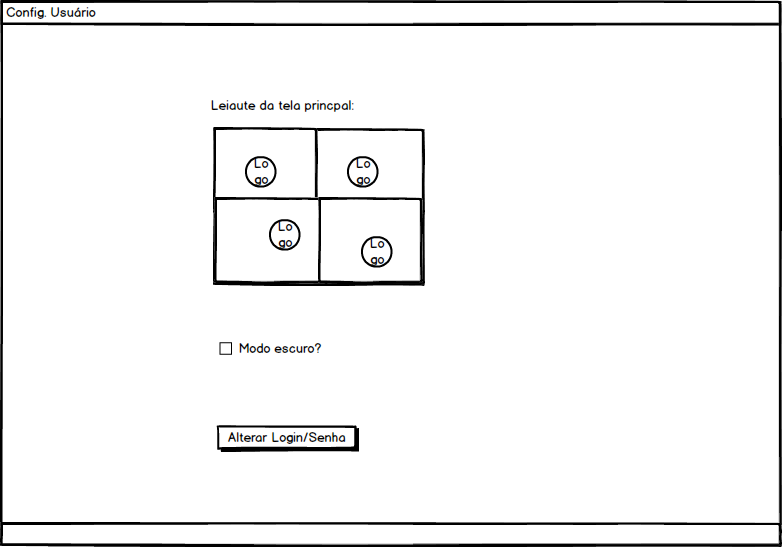 Config. Usuário
Leiaute da tela princpal:
Lo
go
Lo
go
Lo
go
Lo
go
Modo escuro?
Alterar Login/Senha